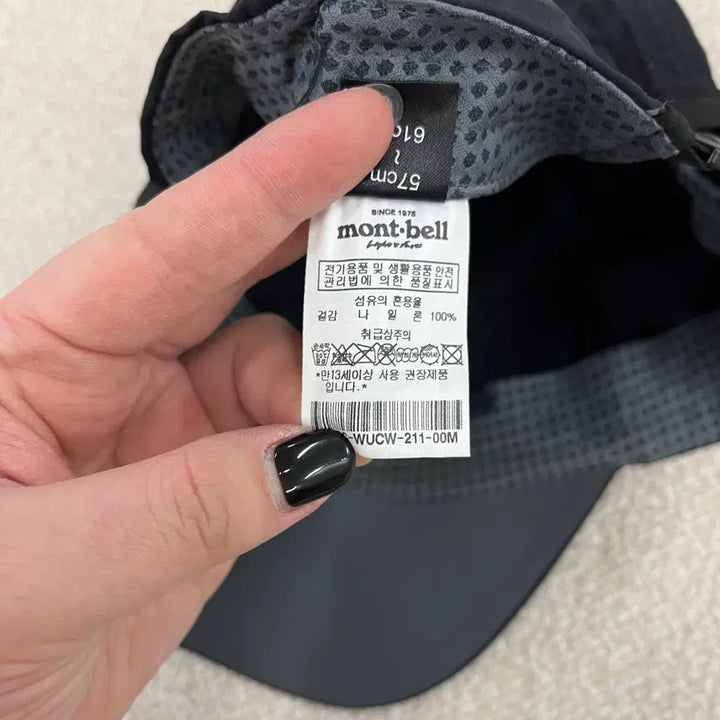 57cm
~
61c
SINCE 1975
mont·bell
전기용품 및 생활용품 안전
관리법에 의한 품질표시
섬유의 혼용율
겉감 나 일 론 100%
취급상주의
*만13세이상 사용 권장제품
입니다.*
-WUCW-211-00M